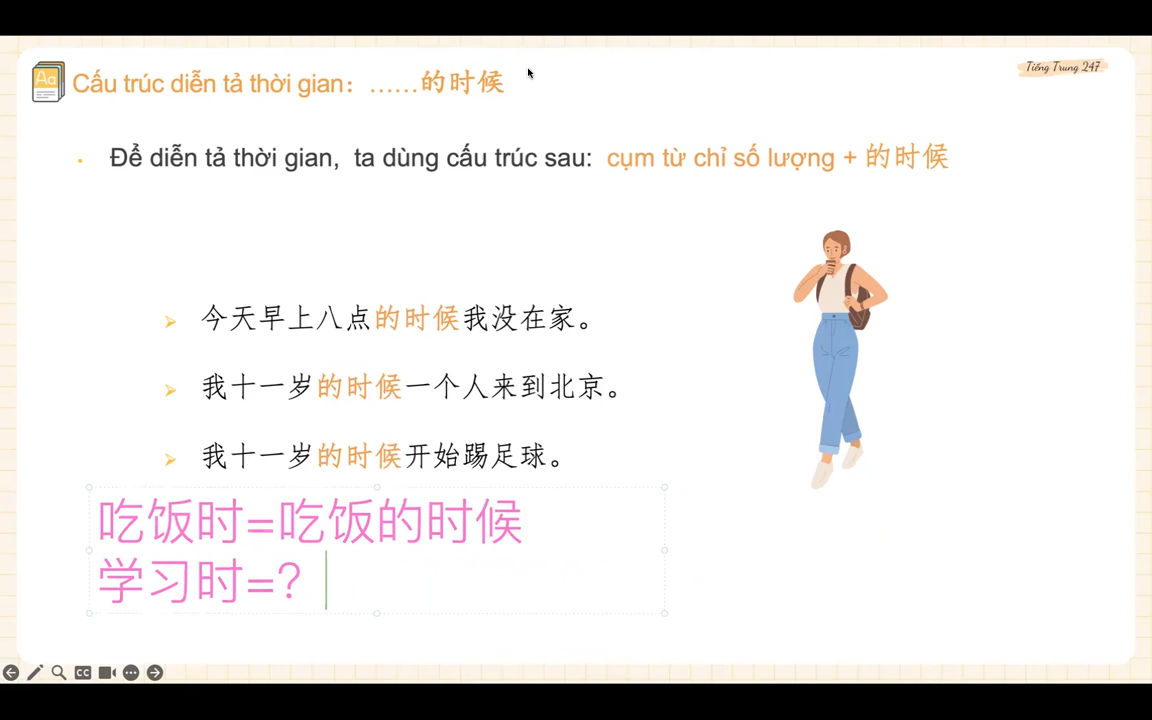 Aa
Cấu trúc diễn tả thời gian: ……的时候
Tiếng Trung 247
Để diễn tả thời gian, ta dùng cấu trúc sau: cụm từ chỉ số lượng + 的时候
今天早上八点的时候我没在家。
我十一岁的时候一个人来到北京。
我十一岁的时候开始踢足球。
吃饭时=吃饭的时候
学习时=?
CC